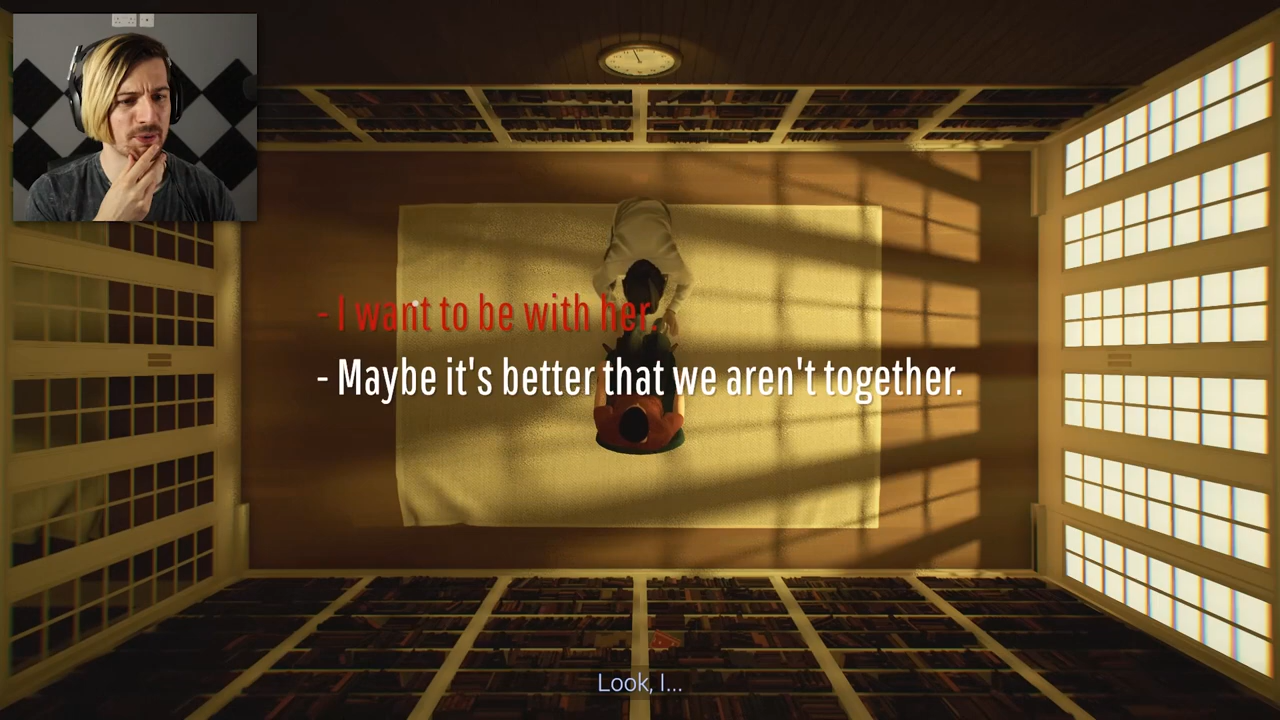 - I want to be with her.
- Maybe it's better that we aren't together.
Look, I...